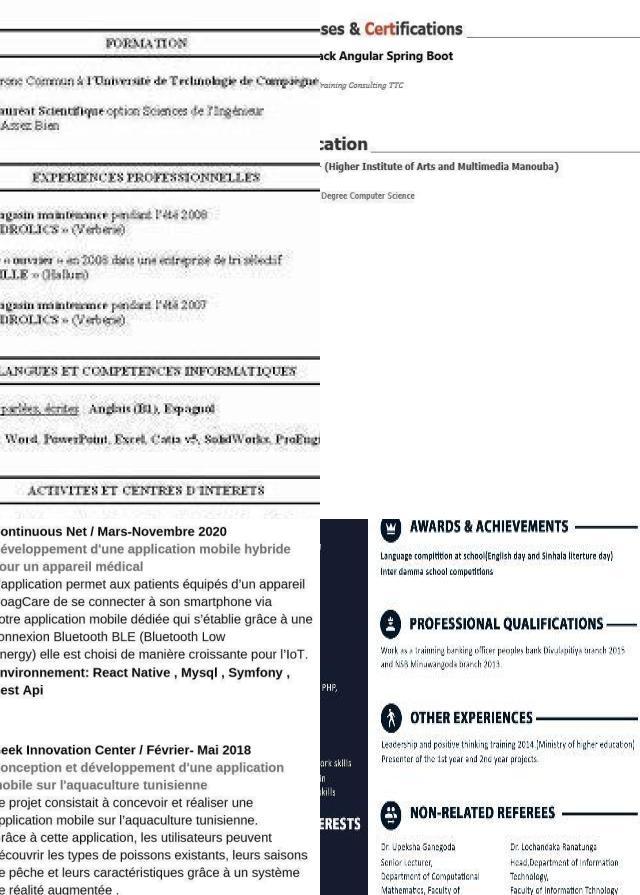 FORMATION
Tronc Commun à l'Université de Technologie de Compiègne
auréat Scientifique option Sciences de l'Ingénieur
Assez Bien
EXPERIENCES PROFESSIONNELLES
agasin maintenance pendant l'été 2008
DROLICS » (Verberie)
« ouvrier » en 2008 dans une entreprise de tri sélectif
ILLE » (Hallum)
agasin maintenance pendant l'été 2007
DROLICS » (Verberie)
LANGUES ET COMPETENCES INFORMATIQUES
parlées, écrites Anglais (B1), Espagnol
Word, PowerPoint, Excel, Catia v5, SolidWorks, ProEngi
ACTIVITES ET CENTRES D'INTERETS
ses & Certifications
ack Angular Spring Boot
raining Consulting TTC
cation
(Higher Institute of Arts and Multimedia Manouba)
Degree Computer Science
ontinuous Net / Mars-Novembre 2020
éveloppement d'une application mobile hybride
our un appareil médical
'application permet aux patients équipés d'un appareil
oagCare de se connecter à son smartphone via
otre application mobile dédiée qui s'établie grâce à une
onnexion Bluetooth BLE (Bluetooth Low
nergy) elle est choisi de manière croissante pour l'IoT.
nvironnement: React Native , Mysql , Symfony ,
est Api
eek Innovation Center / Février- Mai 2018
onception et développement d'une application
mobile sur l'aquaculture tunisienne
e projet consistait à concevoir et réaliser une
pplication mobile sur l'aquaculture tunisienne.
râce à cette application, les utilisateurs peuvent
écouvrir les types de poissons existants, leurs saisons
e pêche et leurs caractéristiques grâce à un système
e réalité augmentée .
PHP,
ork skills
in
skills
ERESTS
AWARDS & ACHIEVEMENTS
Language compitition at school(English day and Sinhala literture day)
Inter damma school competitions
PROFESSIONAL QUALIFICATIONS
Work as a trainning banking officer peoples bank Divulapitiya branch 2015
and NSB Minuwangoda branch 2013.
OTHER EXPERIENCES
Leadership and positive thinking training 2014.(Ministry of higher education)
Presenter of the 1st year and 2nd year projects.
NON-RELATED REFEREES
Dr. Upeksha Ganegoda
Senior Lecturer,
Department of Computational
Mathematics, Faculty of
Dr. Lochandaka Ranatunga
Head,Department of Information
Technology,
Faculty of Information Tchnology